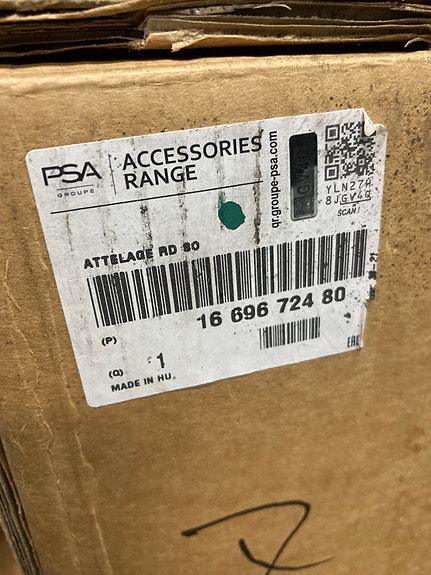 PSA
GROUPE
ACCESSORIES
RANGE
qr.groupe-psa.com
YLN27A
8JGV4Q
SCAN!
ATTELAGE RD SO
16 696 724 80
(P)
(Q) 1
MADE IN HU.
EAC